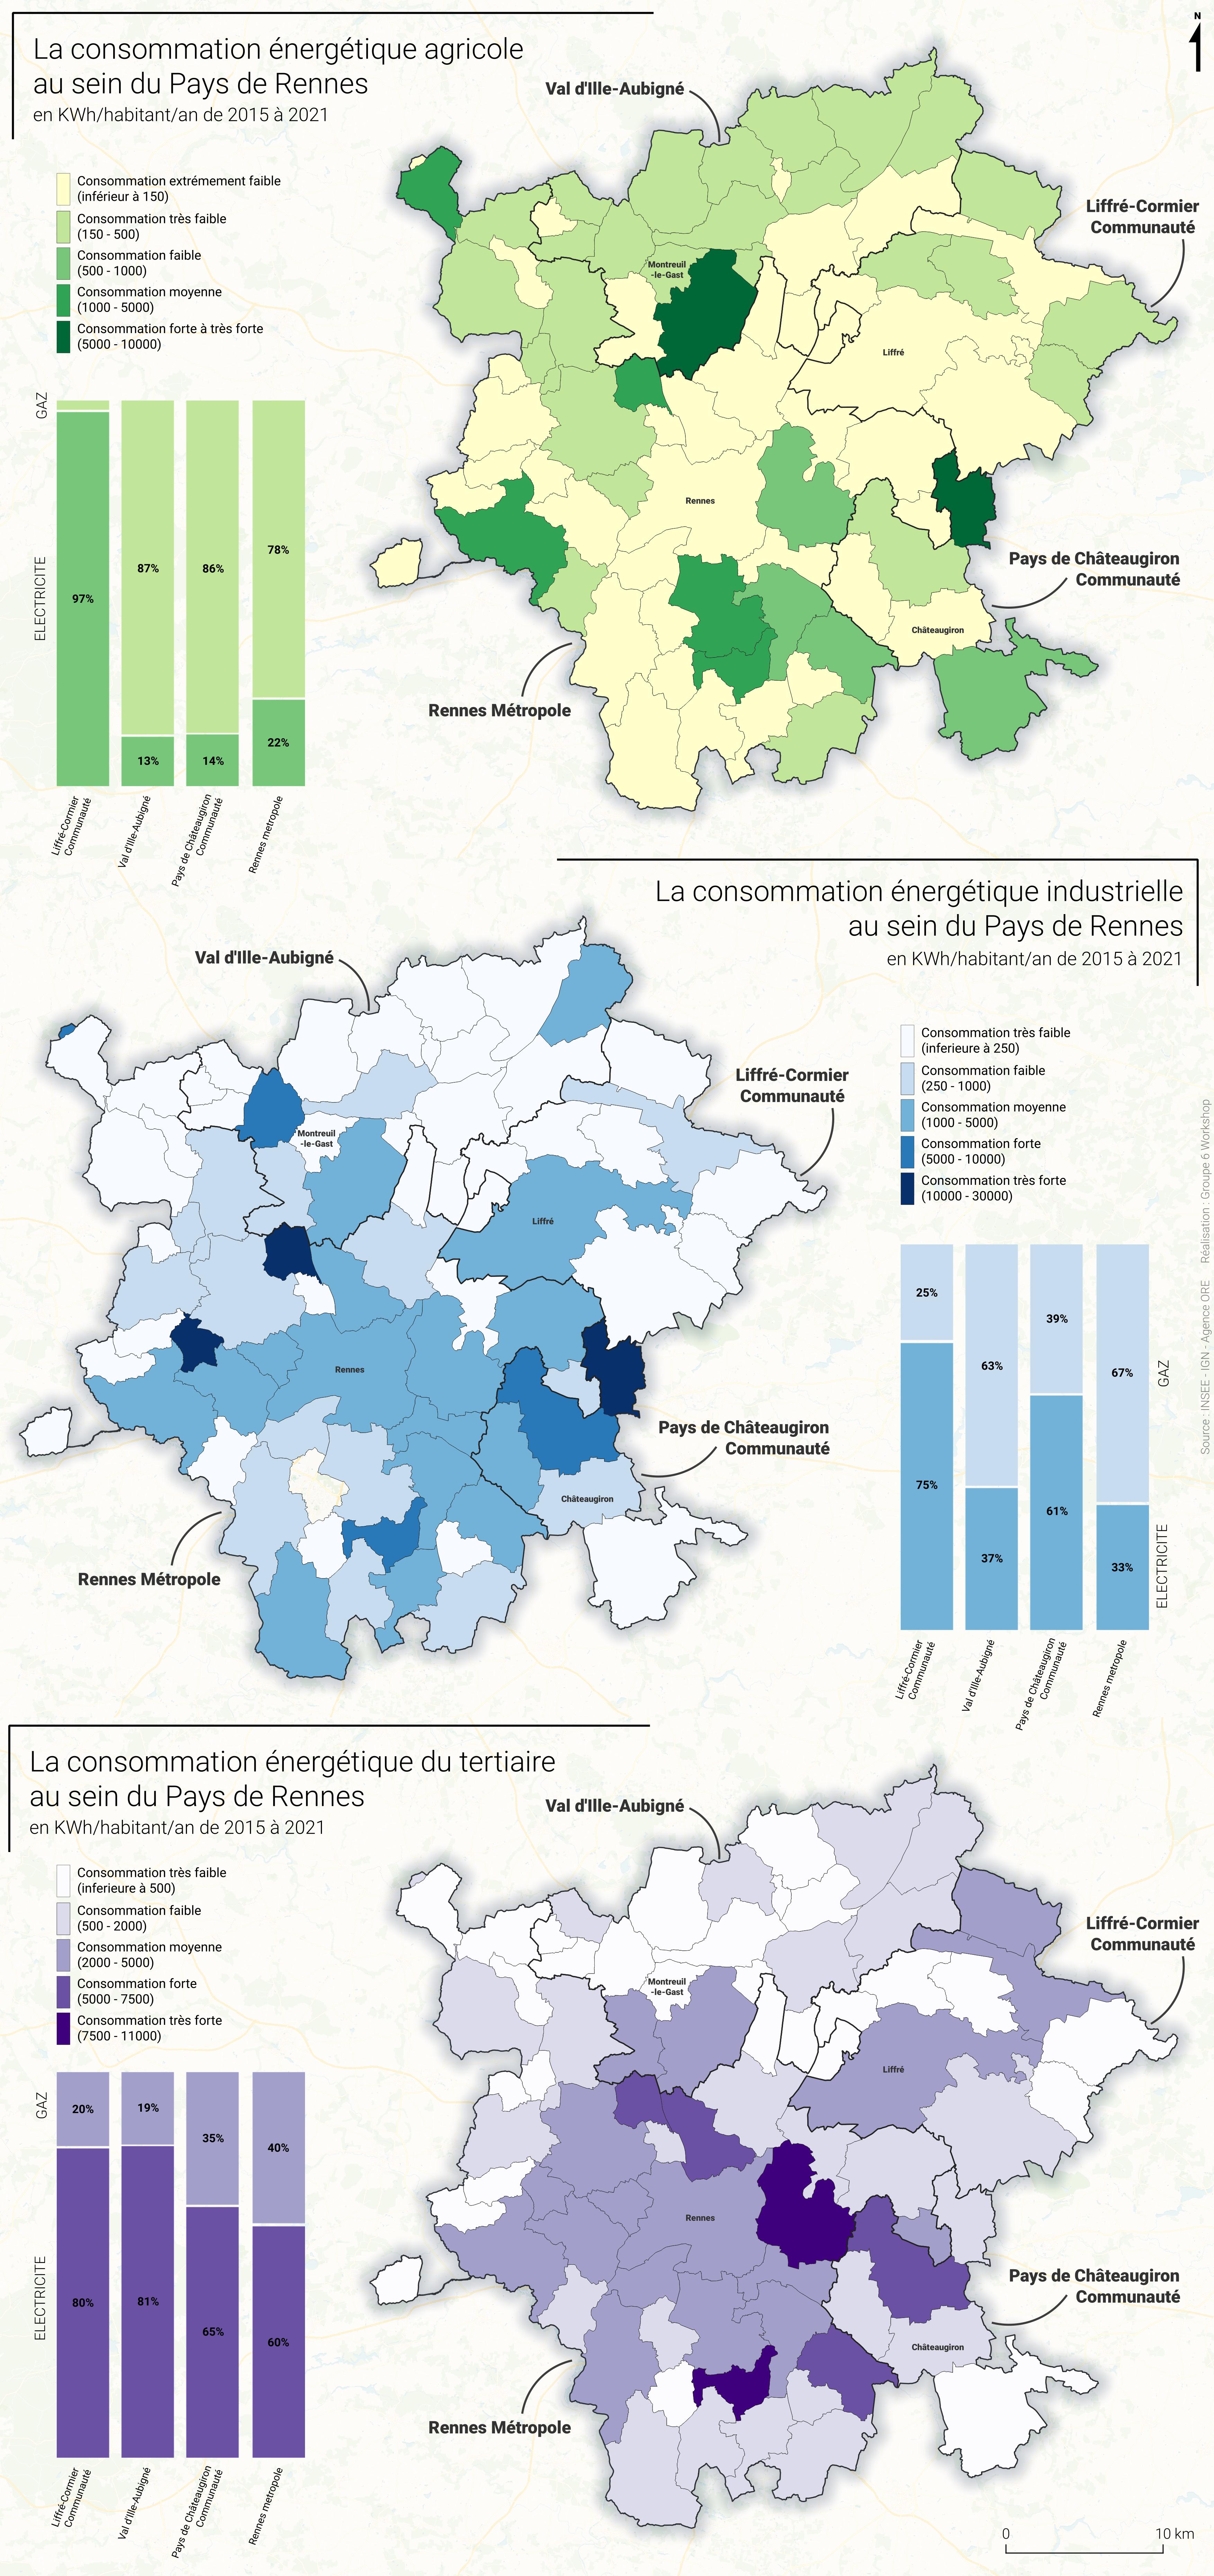 La consommation énergétique agricole
au sein du Pays de Rennes
en KWh/habitant/an de 2015 à 2021
N
Consommation extrémement faible
(inférieur à 150)
Consommation très faible
(150 - 500)
Consommation faible
(500 - 1000)
Consommation moyenne
(1000 - 5000)
Consommation forte à très forte
(5000 - 10000)
Val d'Ille-Aubigné
Liffré-Cormier
Communauté
Montreuil
-le-Gast
Liffré
Rennes
Pays de Châteaugiron
Communauté
Châteaugiron
Rennes Métropole
GAZ
ELECTRICITE
97%
87%
86%
78%
13%
14%
22%
Liffré-Cormier
Communauté
Val d'Ille-Aubigné
Pays de Châteaugiron
Communauté
Rennes metropole
La consommation énergétique industrielle
au sein du Pays de Rennes
en KWh/habitant/an de 2015 à 2021
Val d'Ille-Aubigné
Liffré-Cormier
Communauté
Montreuil
-le-Gast
Liffré
Rennes
Pays de Châteaugiron
Communauté
Châteaugiron
Rennes Métropole
Consommation très faible
(inferieure à 250)
Consommation faible
(250 - 1000)
Consommation moyenne
(1000 - 5000)
Consommation forte
(5000 - 10000)
Consommation très forte
(10000 - 30000)
25%
63%
39%
67%
75%
37%
61%
33%
GAZ
ELECTRICITE
Liffré-Cormier
Communauté
Val d'Ille-Aubigné
Pays de Châteaugiron
Communauté
Rennes metropole
Source : INSEE - IGN - Agence ORE Réalisation : Groupe 6 Workshop
La consommation énergétique du tertiaire
au sein du Pays de Rennes
en KWh/habitant/an de 2015 à 2021
Consommation très faible
(inferieure à 500)
Consommation faible
(500 - 2000)
Consommation moyenne
(2000 - 5000)
Consommation forte
(5000 - 7500)
Consommation très forte
(7500 - 11000)
Val d'Ille-Aubigné
Liffré-Cormier
Communauté
Montreuil
-le-Gast
Liffré
Rennes
Pays de Châteaugiron
Communauté
Châteaugiron
Rennes Métropole
GAZ
ELECTRICITE
20%
19%
35%
40%
80%
81%
65%
60%
Liffré-Cormier
Communauté
Val d'Ille-Aubigné
Pays de Châteaugiron
Communauté
Rennes metropole
0 10 km